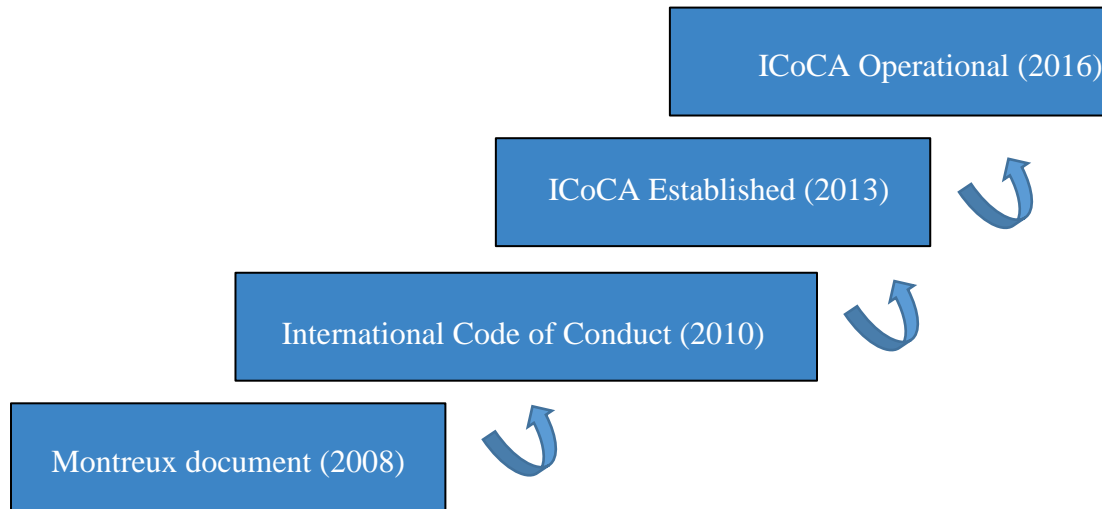 ICoCA Operational (2016)
ICoCA Established (2013)
International Code of Conduct (2010)
Montreux document (2008)